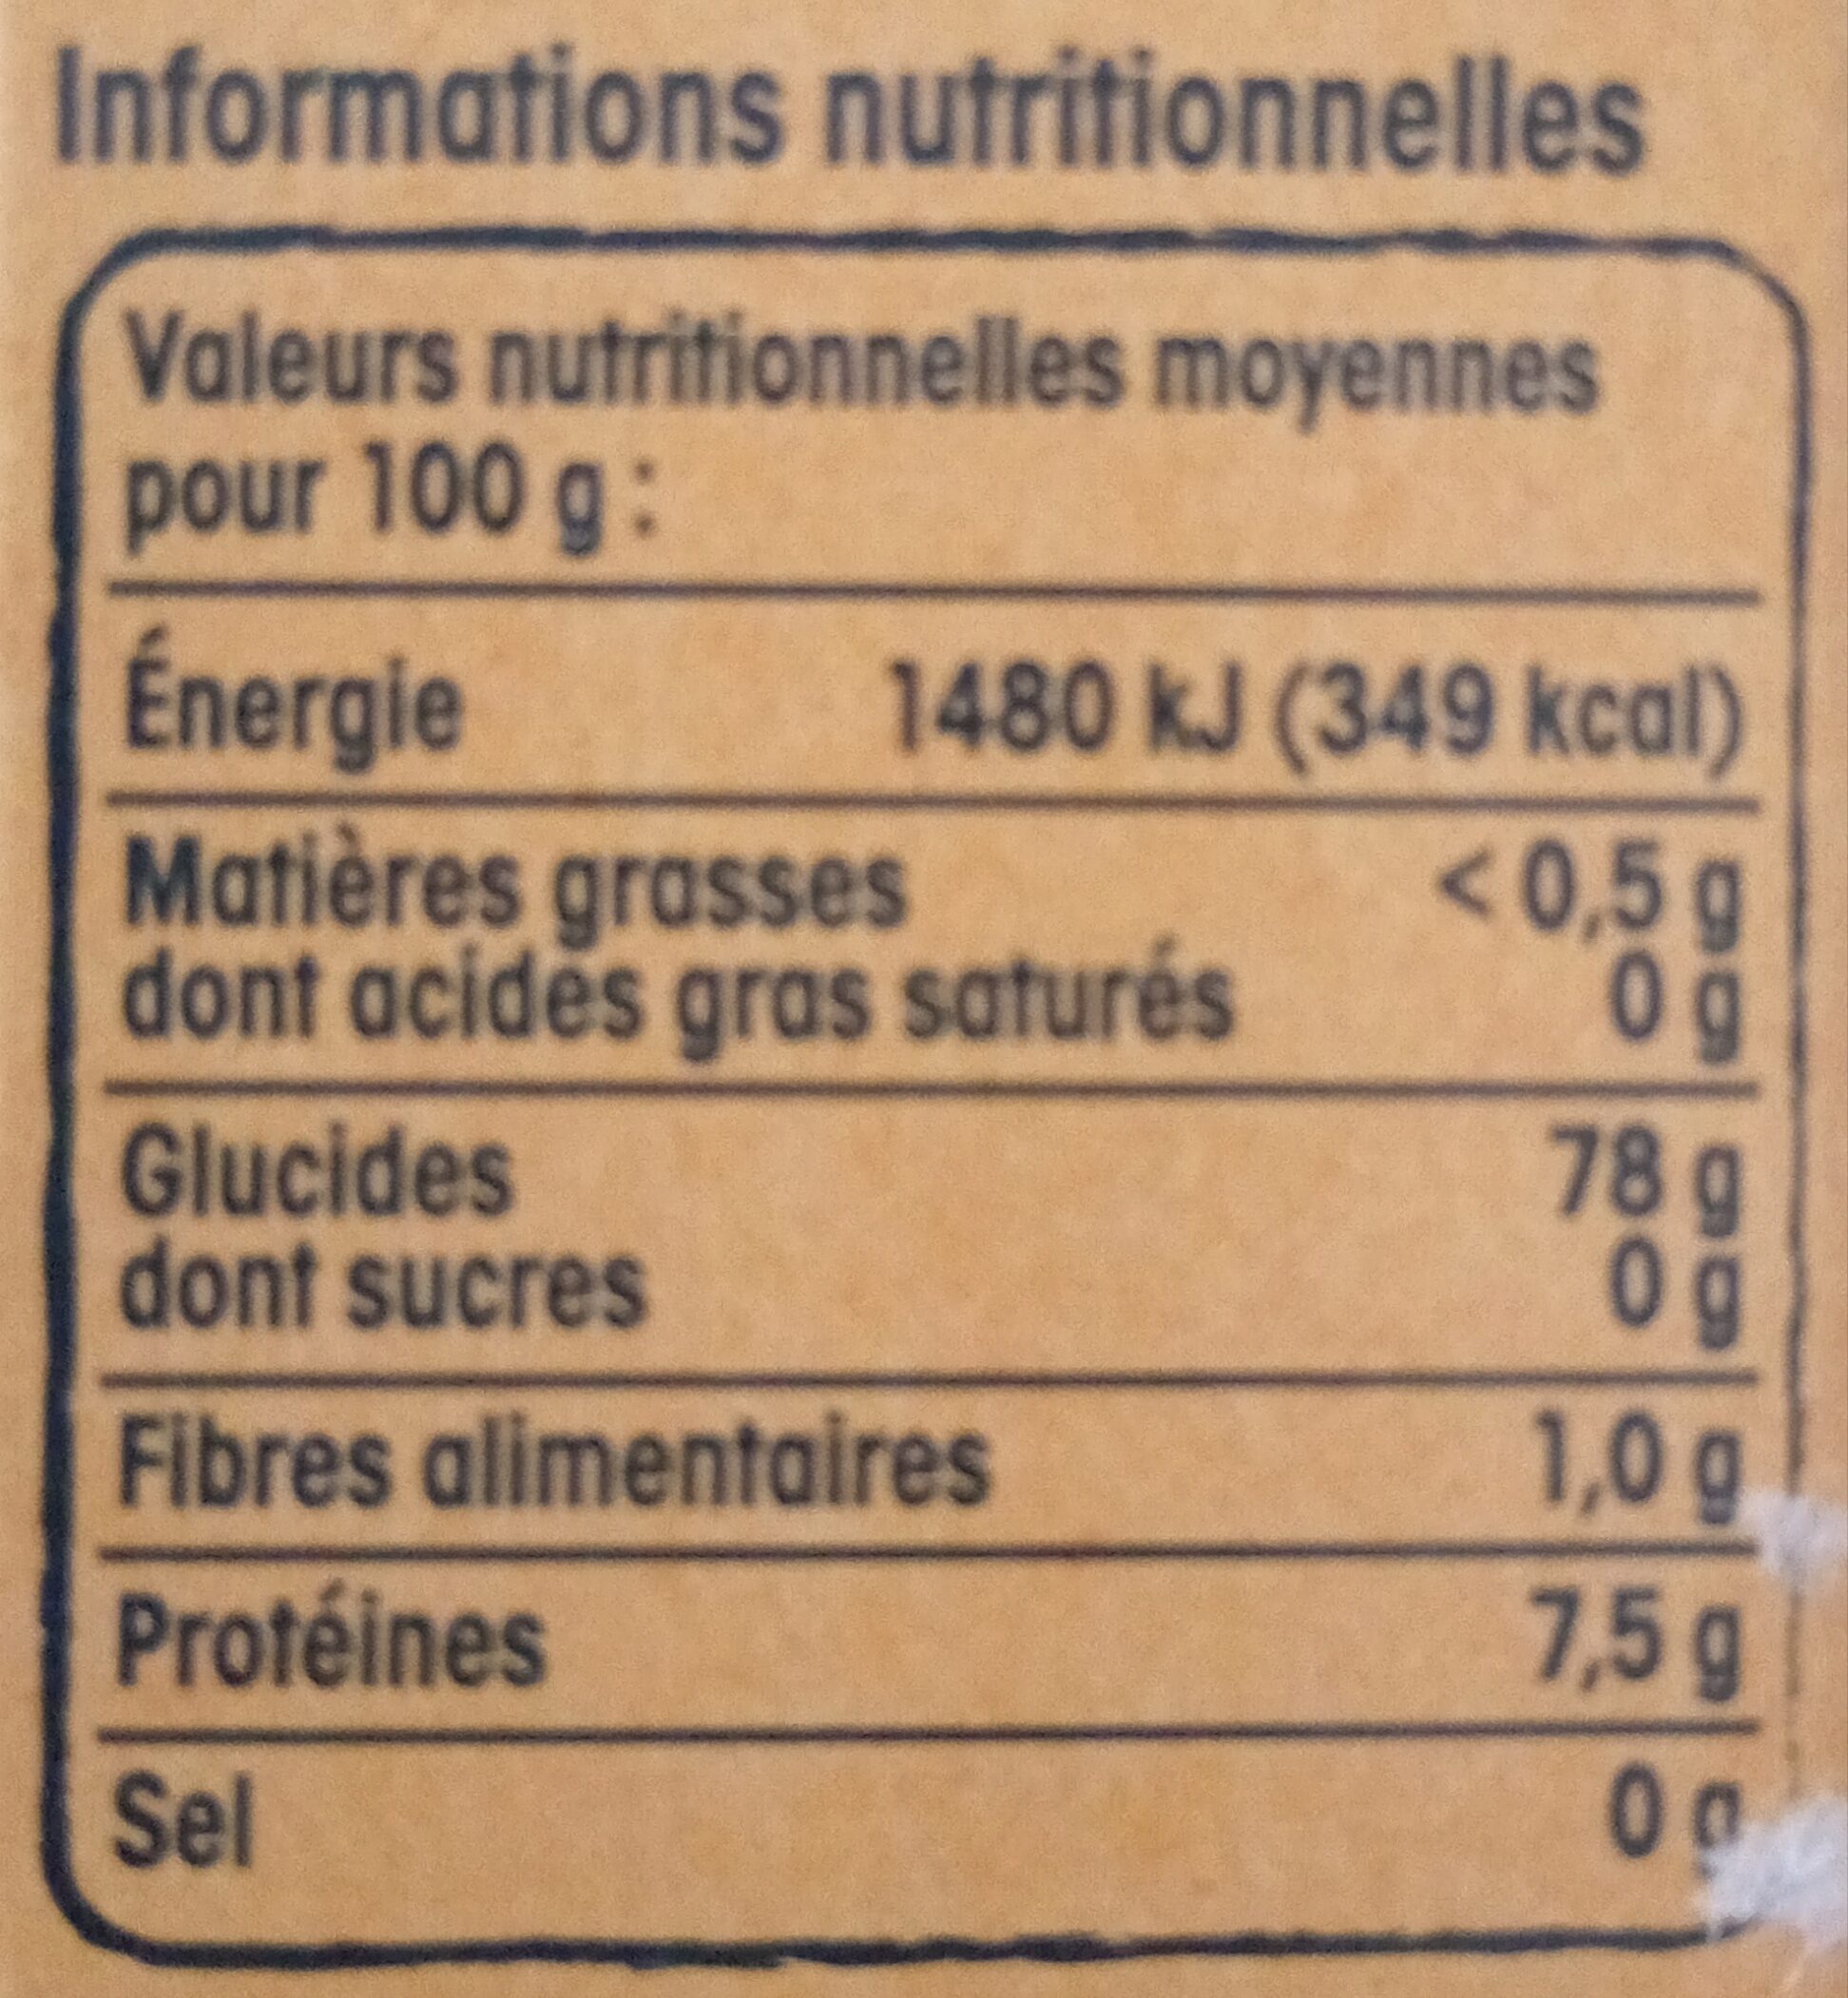 Informations nutritionnelles
Valeurs nutritionnelles moyennes
pour 100 g :
Énergie 1480 kJ (349 kcal)
Matières grasses < 0,5 g
dont acides gras saturés 0 g
Glucides 78 g
dont sucres 0 g
Fibres alimentaires 1,0 g
Protéines 7,5 g
Sel 0 g